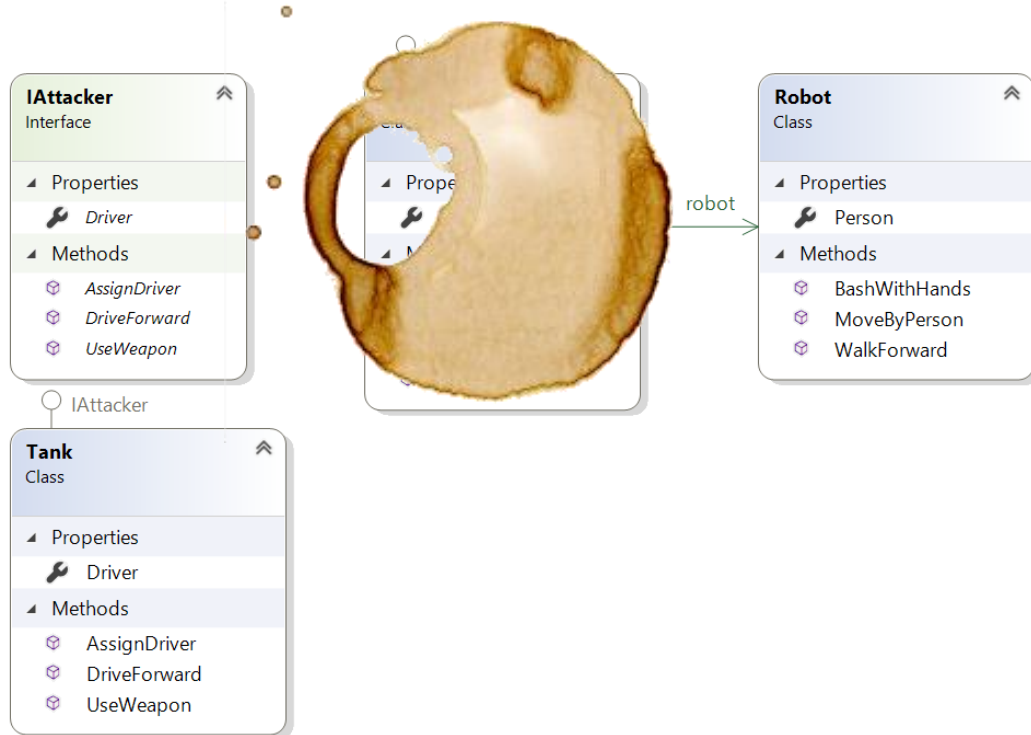 IAttacker
Interface
Properties
Driver
Methods
AssignDriver
DriveForward
UseWeapon
robot
Robot
Class
Properties
Person
Methods
BashWithHands
MoveByPerson
WalkForward
IAttacker
Tank
Class
Properties
Driver
Methods
AssignDriver
DriveForward
UseWeapon